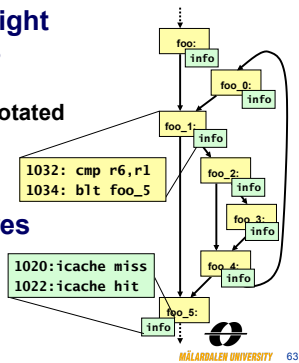 ight
foo:
info
foo_0:
info
otated
foo_1:
info
1032: cmp r6,r1
1034: blt foo_5
foo_2:
info
foo_3:
info
es
foo_4:
info
1020:icache miss
1022:icache hit
foo_5:
info
MÄLARDALEN UNIVERSITY 63